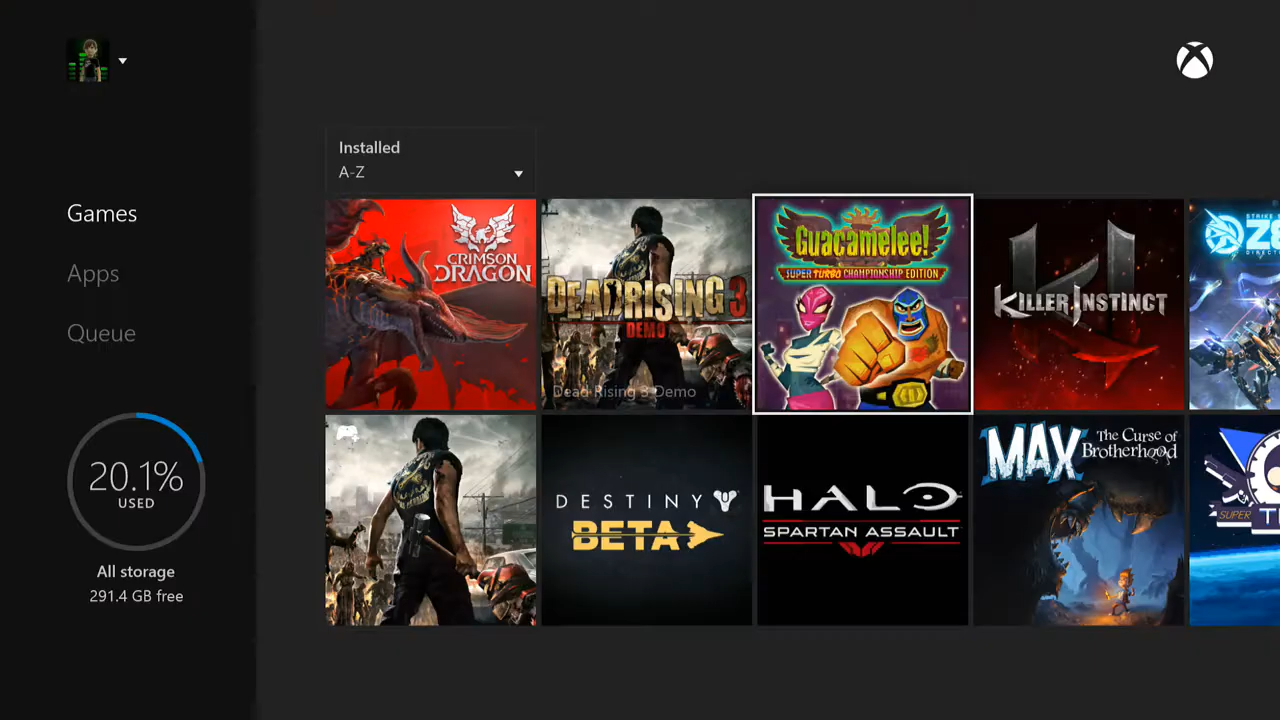 Installed
A-Z
Games
Apps
Queue
20.1%
USED
All storage
291.4 GB free
CRIMSON
DRAGON
DEADRISING 3
DEMO
Dead Rising 3 Demo
Guacamelee!
SUPER TURBO CHAMPIONSHIP EDITION
KI
KILLER INSTINCT
DESTINY
BETA
HALO
SPARTAN ASSAULT
MAX
The Curse of
Brotherhood
SUPER